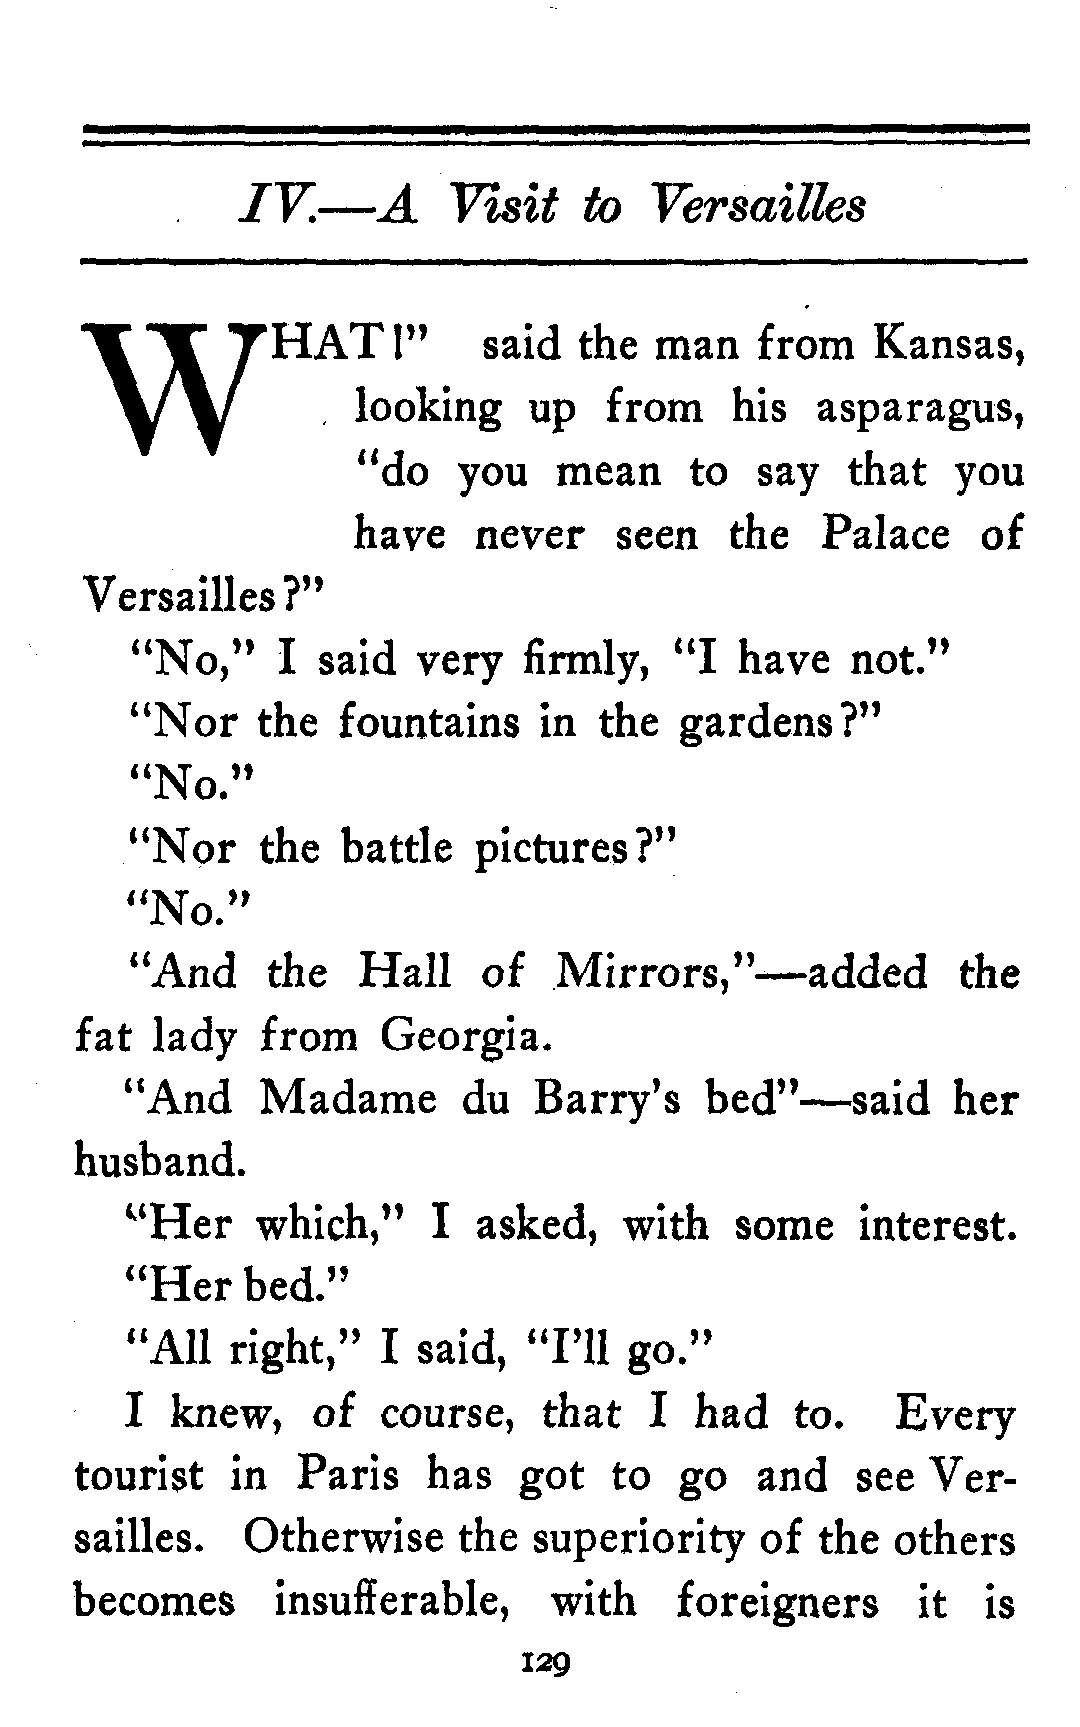 IV.—A Visit to Versailles
WHAT!” said the man from Kansas,
looking up from his asparagus,
“do you mean to say that you
have never seen the Palace of
Versailles?”
“No,” I said very firmly, “I have not.”
“Nor the fountains in the gardens?”
“No.”
“Nor the battle pictures?”
“No.”
“And the Hall of Mirrors,”—added the
fat lady from Georgia.
“And Madame du Barry’s bed”—said her
husband.
“Her which,” I asked, with some interest.
“Her bed.”
“All right,” I said, “I’ll go.”
I knew, of course, that I had to. Every
tourist in Paris has got to go and see Ver-
sailles. Otherwise the superiority of the others
becomes insufferable, with foreigners it is
129